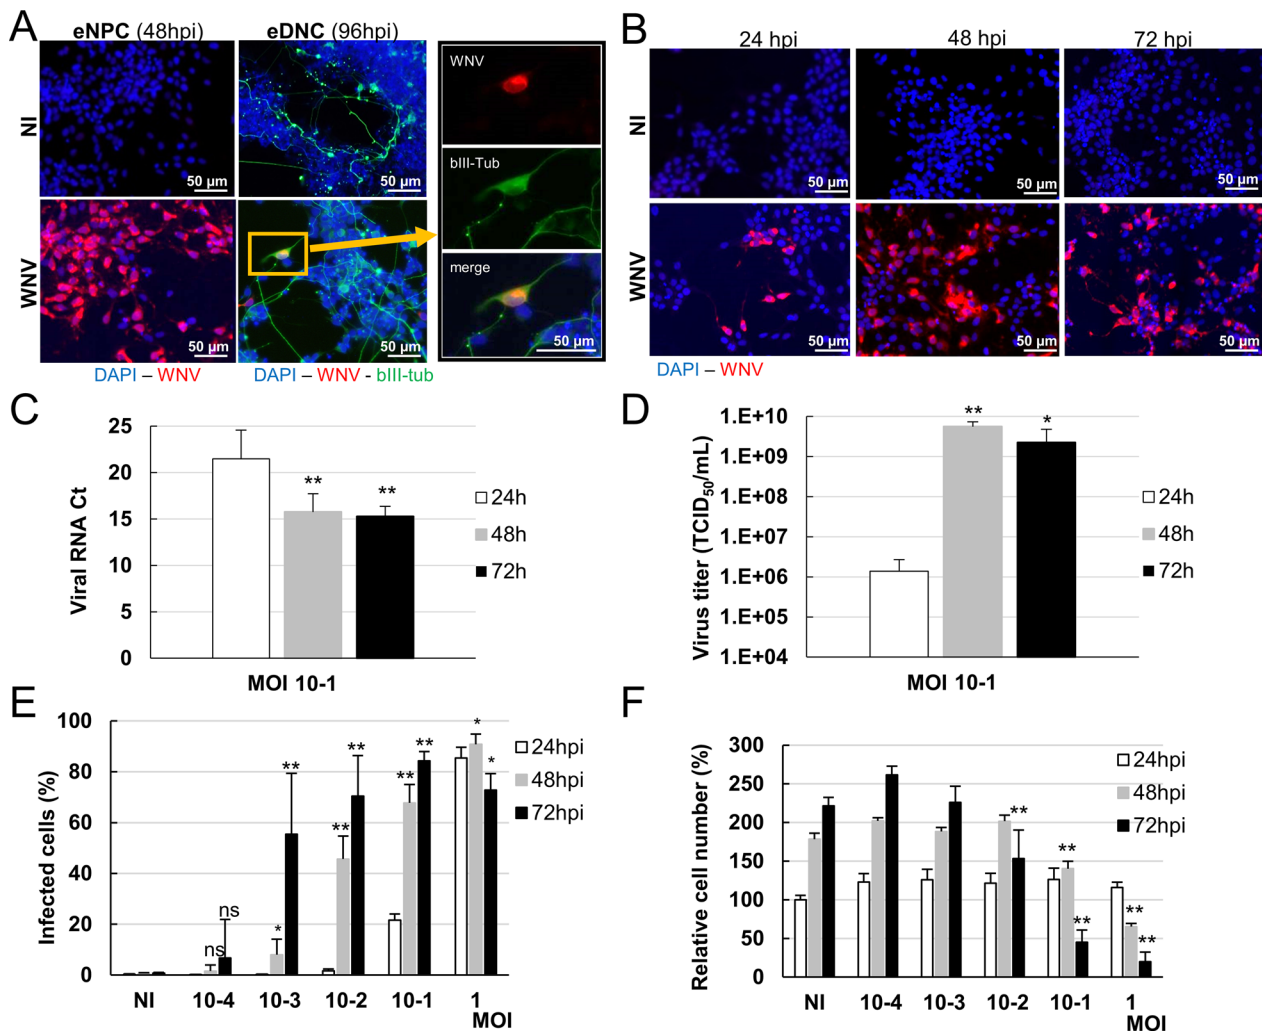 A
eNPC (48hpi)
eDNC (96hpi)
NI
WNV
50 µm
50 µm
50 µm
50 µm
WNV
bIII-Tub
merge
50 µm
DAPI – WNV
DAPI – WNV - bIII-tub
B
24 hpi
48 hpi
72 hpi
NI
WNV
50 µm
50 µm
50 µm
50 µm
50 µm
50 µm
DAPI – WNV
C
Viral RNA Ct
25
20
15
10
5
0
**
**
MOI 10-1
24h
48h
72h
D
Virus titer (TCID50/mL)
1.E+10
1.E+09
1.E+08
1.E+07
1.E+06
1.E+05
1.E+04
**
*
MOI 10-1
24h
48h
72h
E
Infected cells (%)
100
80
60
40
20
0
ns
ns
*
**
**
**
**
**
*
*
NI
10-4
10-3
10-2
10-1
1
MOI
24hpi
48hpi
72hpi
F
Relative cell number (%)
300
250
200
150
100
50
0
**
**
**
**
**
NI
10-4
10-3
10-2
10-1
1
MOI
24hpi
48hpi
72hpi